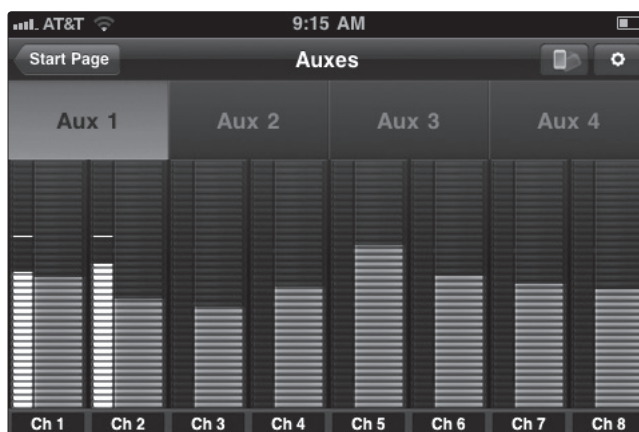 AT&T 9:15 AM
Start Page Auxes
Aux 1 Aux 2 Aux 3 Aux 4
Ch 1 Ch 2 Ch 3 Ch 4 Ch 5 Ch 6 Ch 7 Ch 8